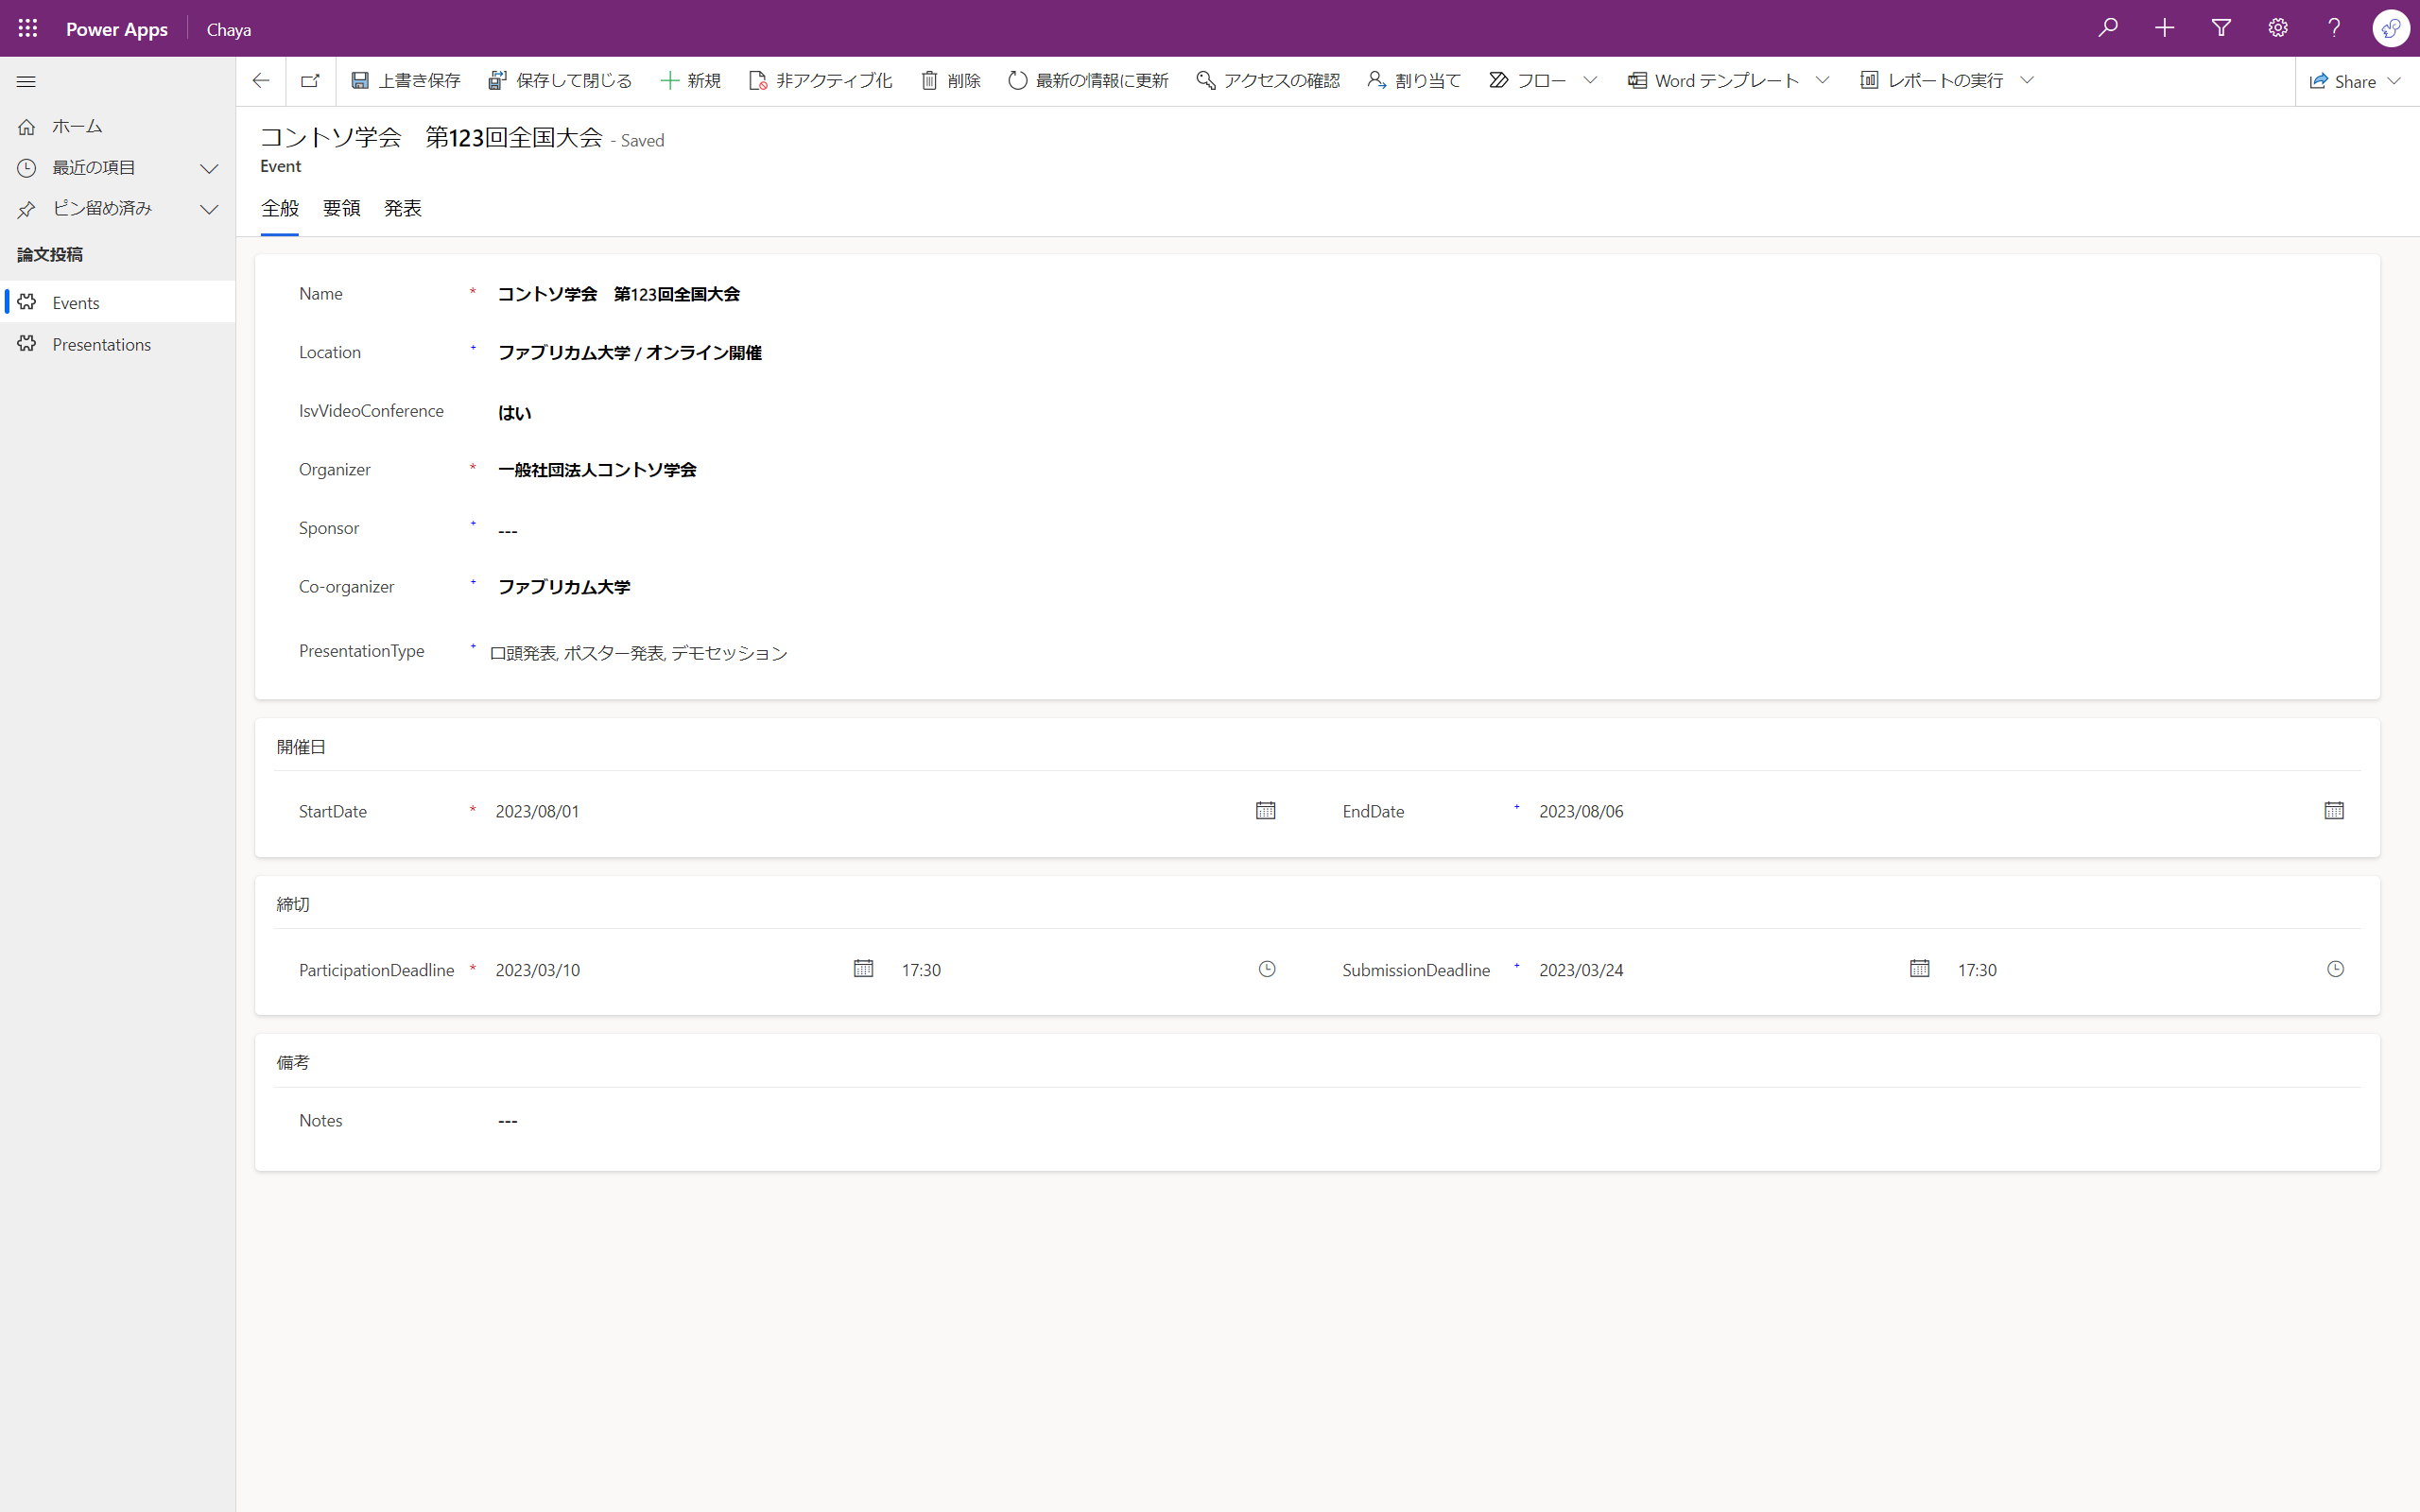 Power Apps Chaya
上書き保存 保存して閉じる 新規 非アクティブ化 削除 最新の情報に更新 アクセスの確認 割り当て フロー Word テンプレート レポートの実行 Share
ホーム
最近の項目
ピン留め済み
論文投稿
Events
Presentations
コントソ学会　第123回全国大会 - Saved
Event
全般 要領 発表
Name * コントソ学会　第123回全国大会
Location + ファブリカム大学 / オンライン開催
IsvVideoConference はい
Organizer * 一般社団法人コントソ学会
Sponsor + ---
Co-organizer + ファブリカム大学
PresentationType + 口頭発表, ポスター発表, デモセッション
開催日
StartDate * 2023/08/01 EndDate + 2023/08/06
締切
ParticipationDeadline * 2023/03/10 17:30 SubmissionDeadline + 2023/03/24 17:30
備考
Notes ---